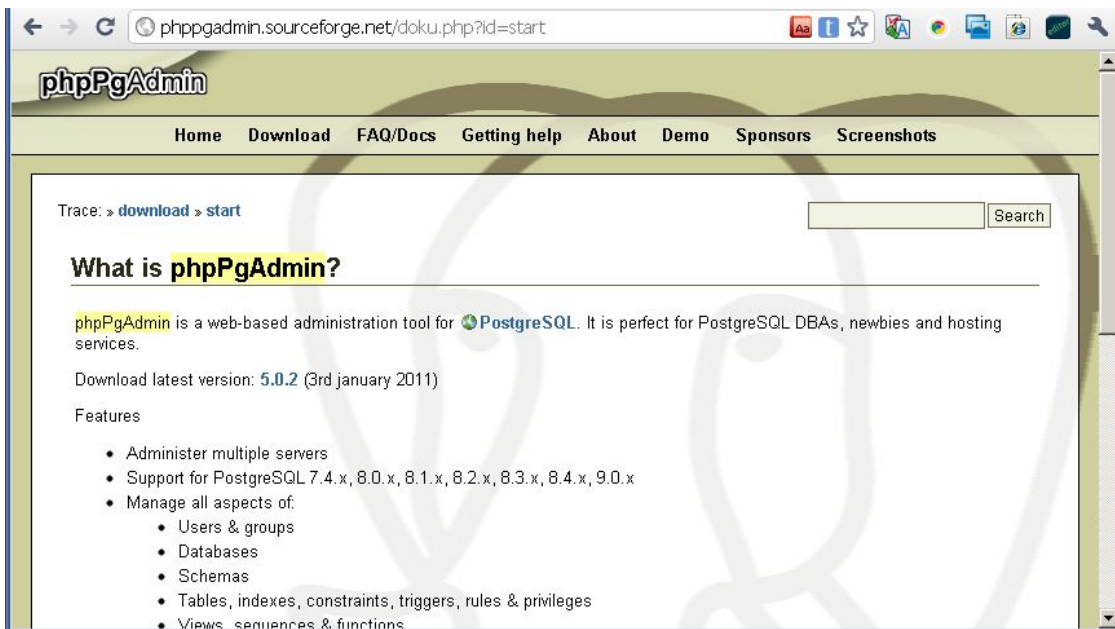 phppgadmin.sourceforge.net/doku.php?id=start
phpPgAdmin
Home Download FAQ/Docs Getting help About Demo Sponsors Screenshots
Trace: » download » start
Search
What is phpPgAdmin?
phpPgAdmin is a web-based administration tool for PostgreSQL. It is perfect for PostgreSQL DBAs, newbies and hosting
services.
Download latest version: 5.0.2 (3rd january 2011)
Features
• Administer multiple servers
• Support for PostgreSQL 7.4.x, 8.0.x, 8.1.x, 8.2.x, 8.3.x, 8.4.x, 9.0.x
• Manage all aspects of:
• Users & groups
• Databases
• Schemas
• Tables, indexes, constraints, triggers, rules & privileges
• Views, sequences & functions